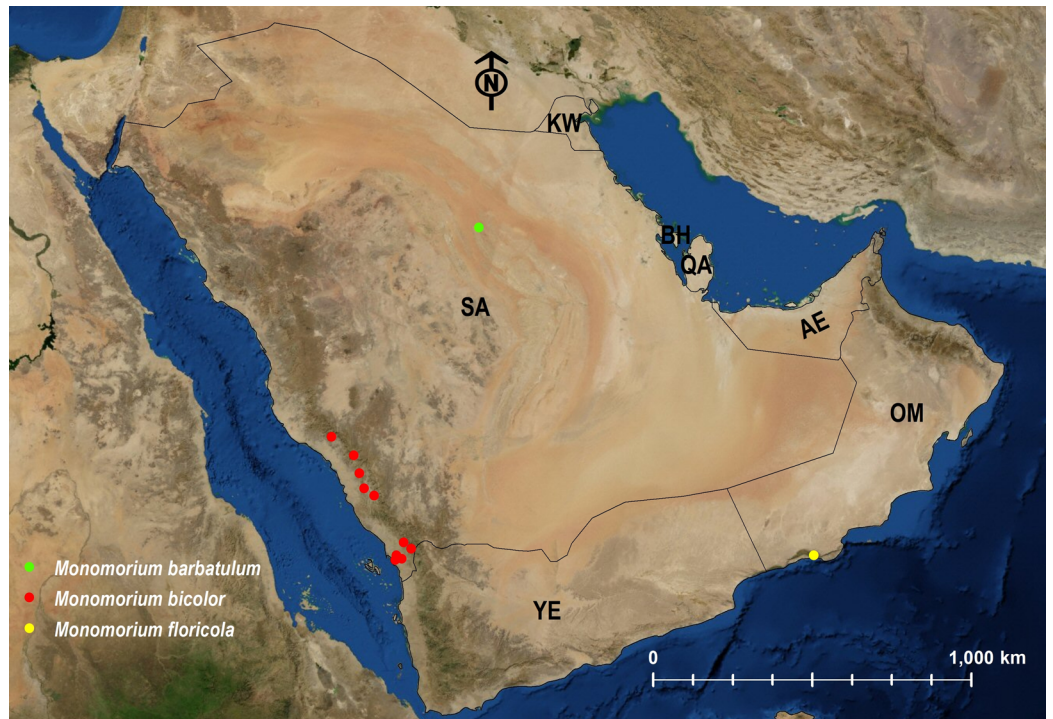 N
KW
BH
QA
SA
AE
OM
Monomorium barbatulum
Monomorium bicolor
Monomorium floricola
YE
0 1,000 km